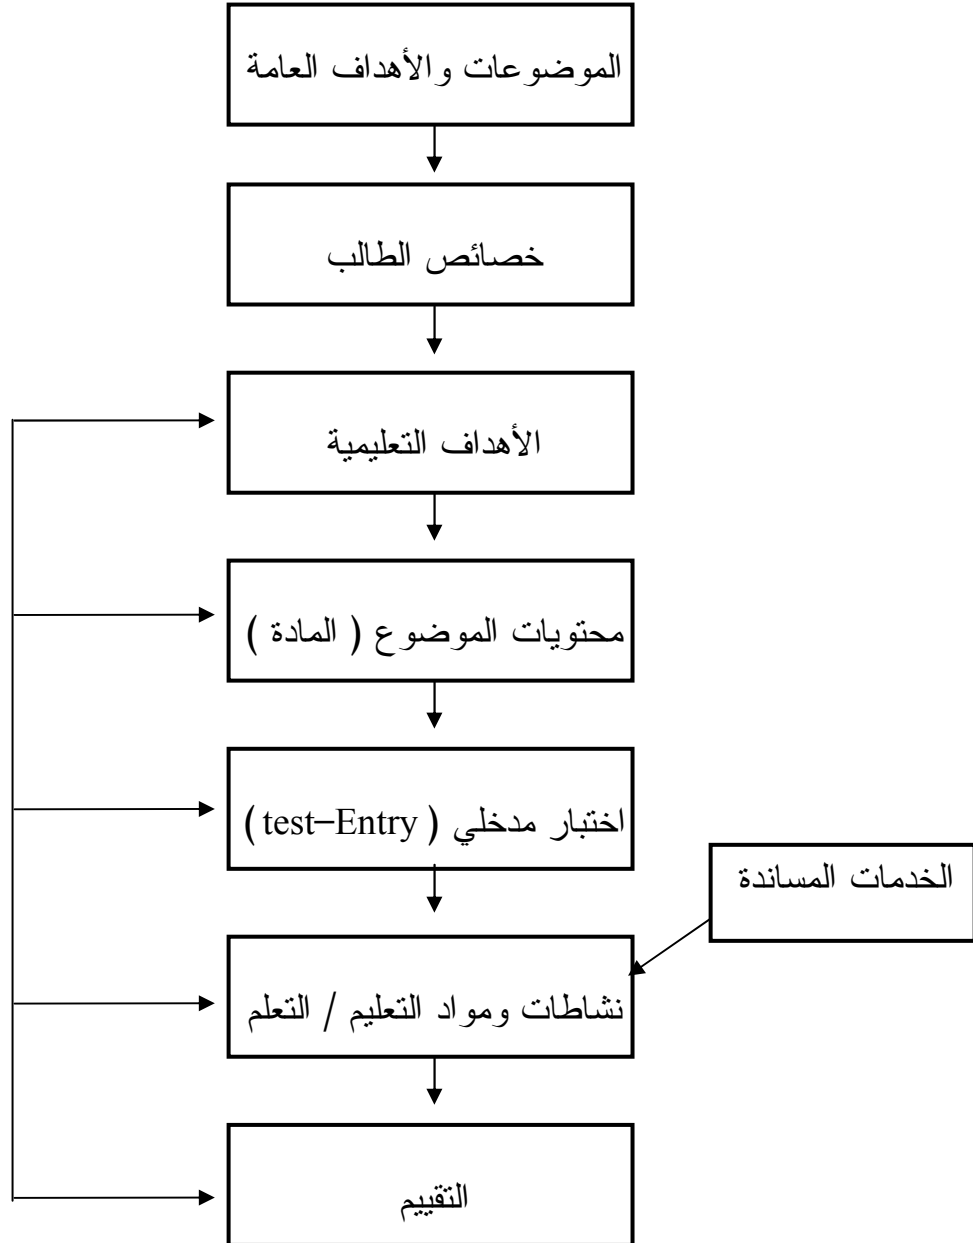 الموضوعات والأهداف العامة
خصائص الطالب
الأهداف التعليمية
محتويات الموضوع ( المادة )
اختبار مدخلي ( test-Entry )
الخدمات المساندة
نشاطات ومواد التعليم / التعلم
التقييم